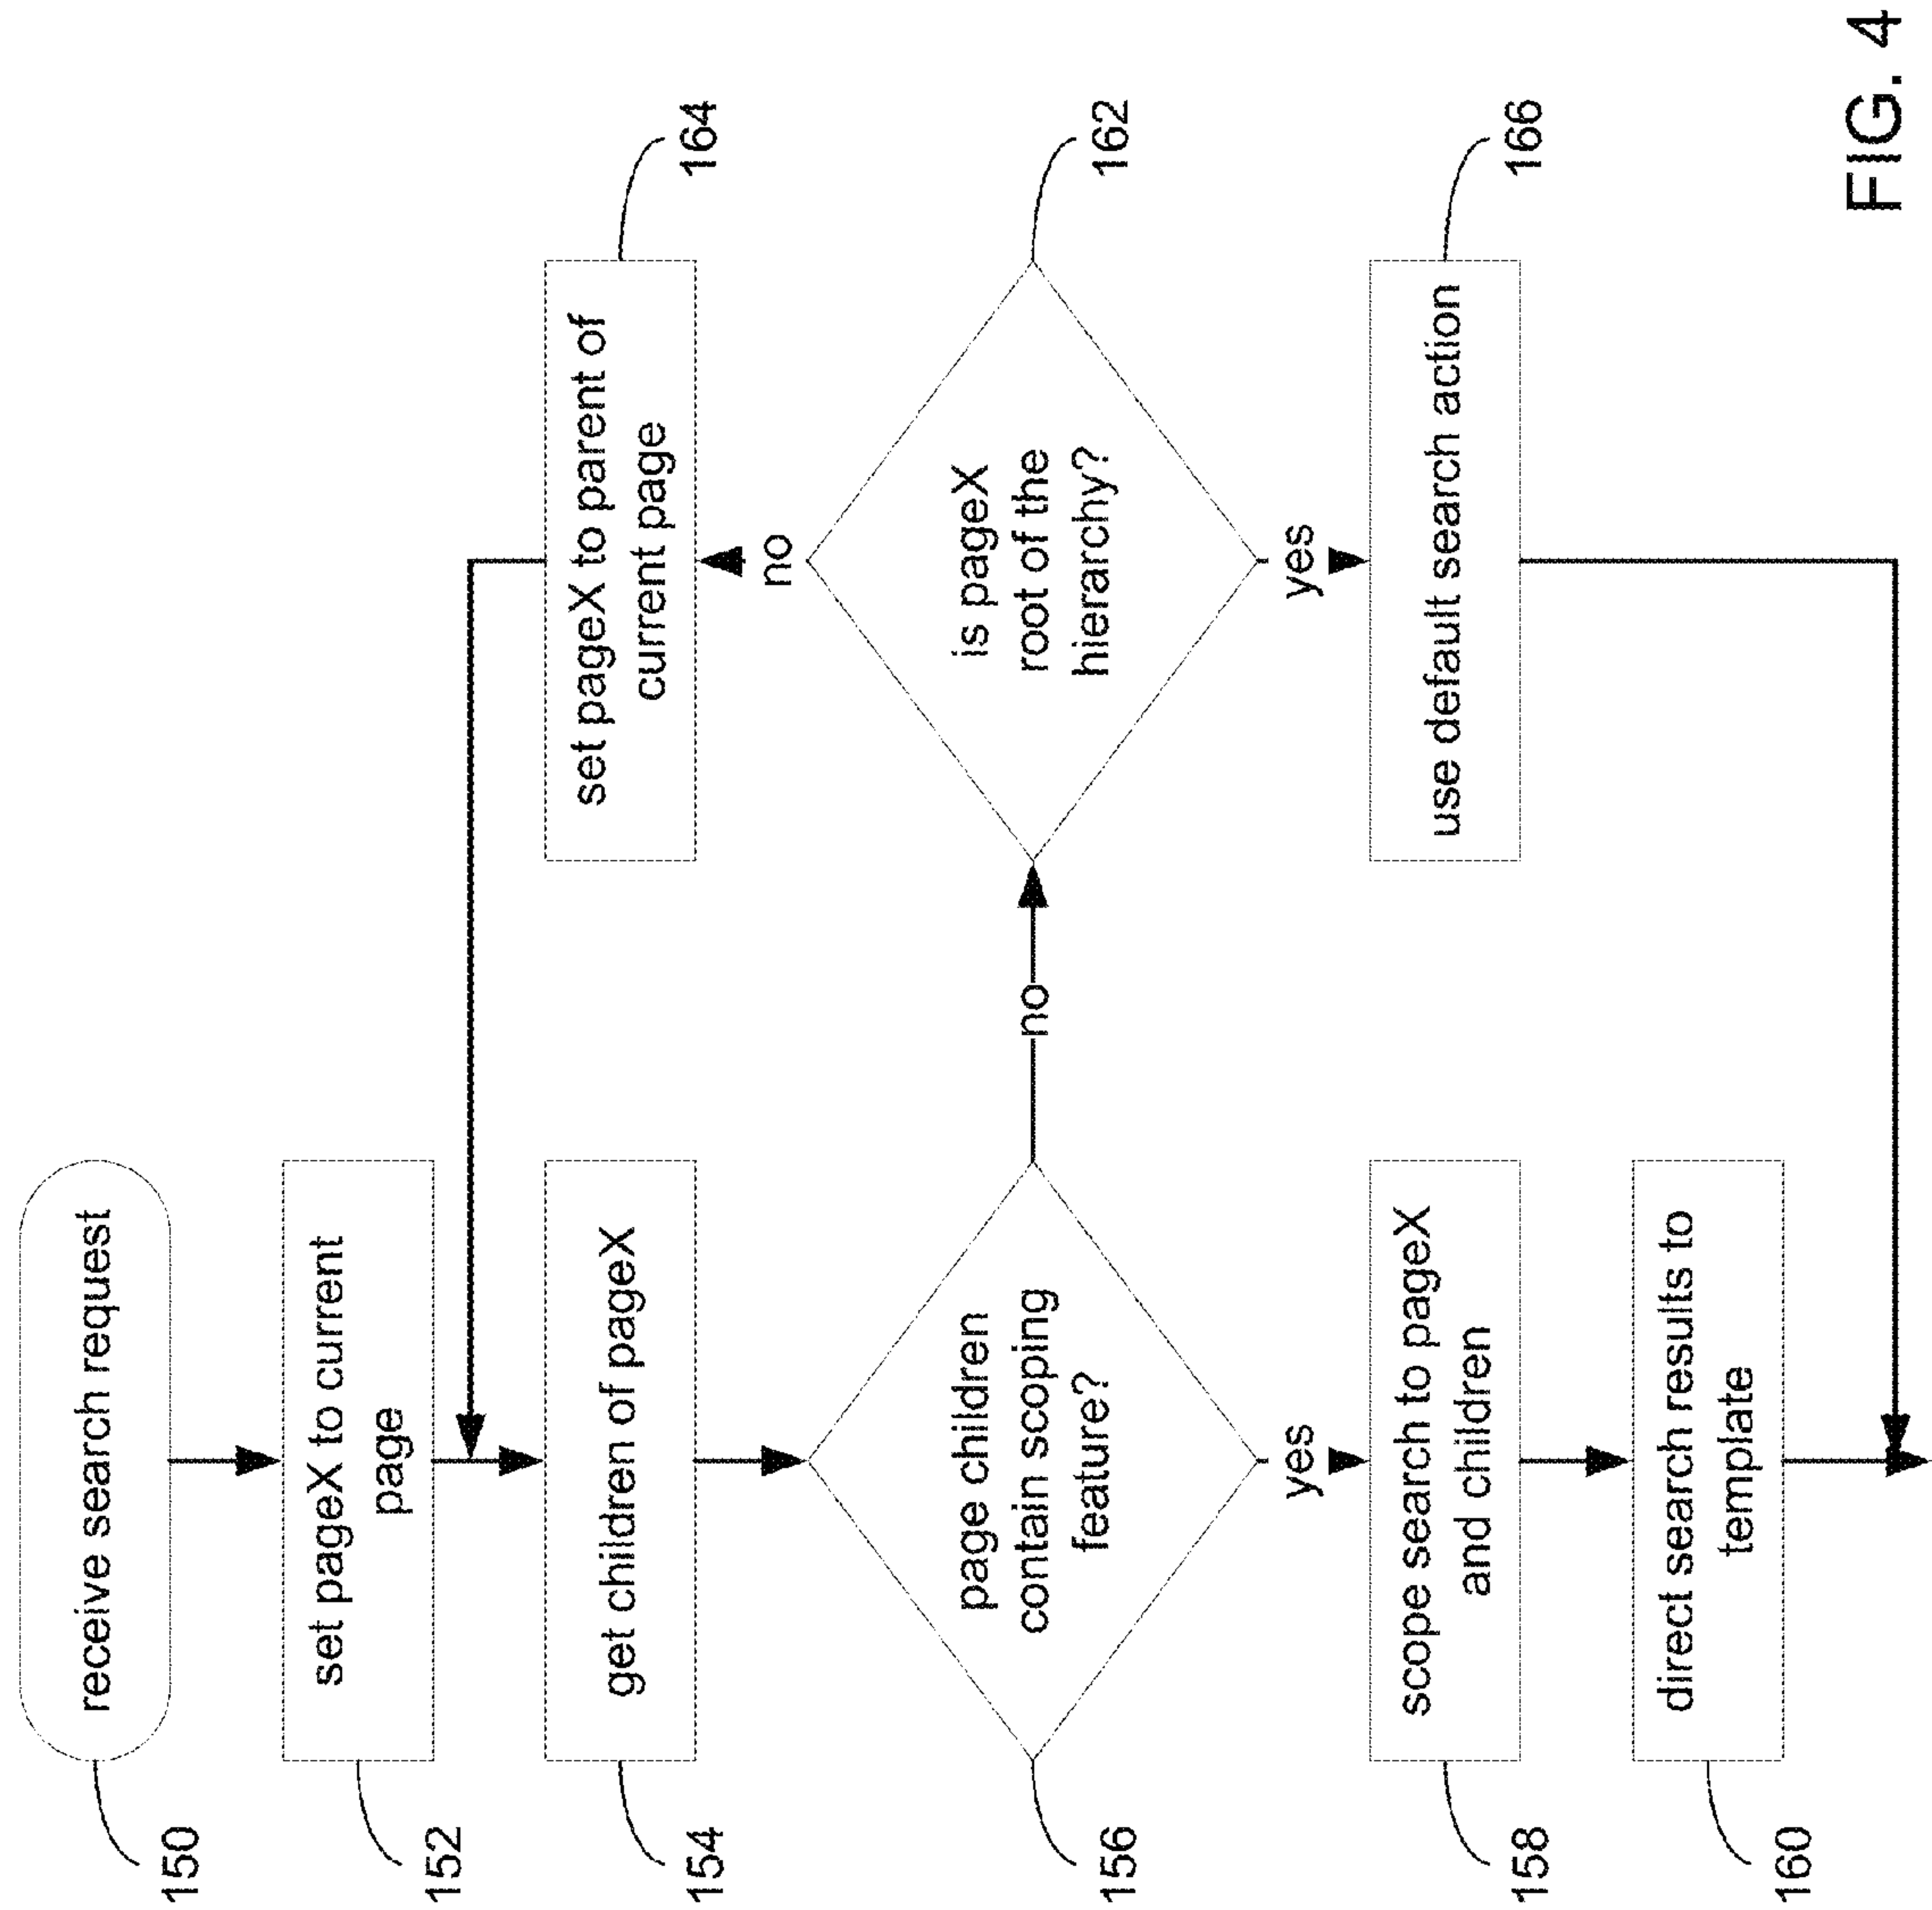 receive search request
150
set pageX to current
page
152
get children of pageX
154
page children
contain scoping
feature?
156
no
yes
scope search to pageX
and children
158
direct search results to
template
160
set pageX to parent of
current page
164
no
is pageX
root of the
hierarchy?
162
yes
use default search action
166
FIG. 4